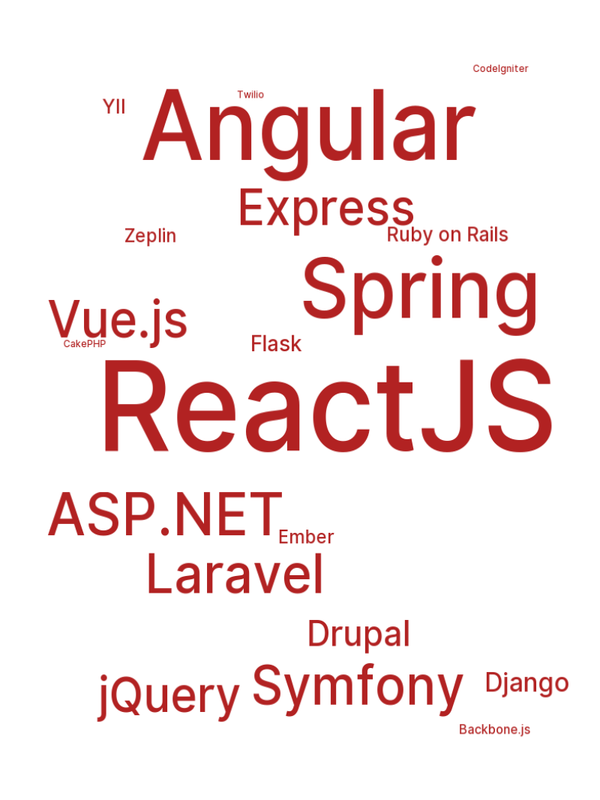 CodeIgniter
Twilio
YII
Angular
Express
Zeplin
Ruby on Rails
Spring
Vue.js
CakePHP
Flask
ReactJS
ASP.NET
Ember
Laravel
Drupal
jQuery
Symfony
Django
Backbone.js